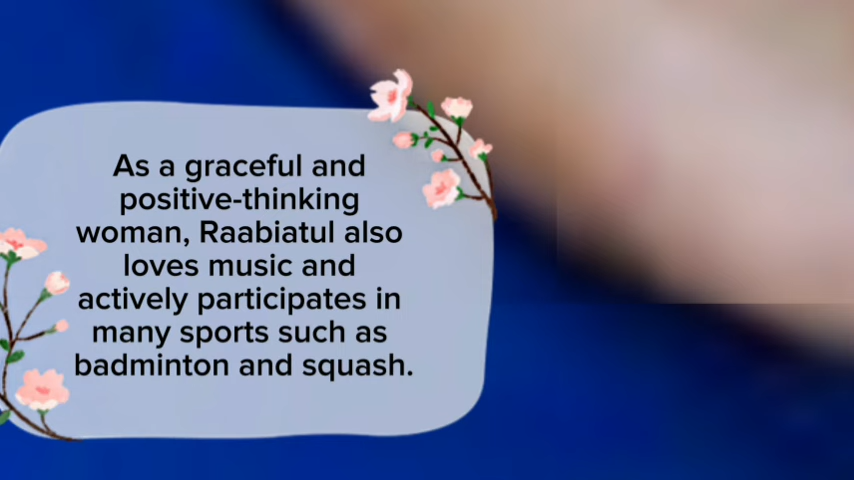 As a graceful and
positive-thinking
woman, Raabiatul also
loves music and
actively participates in
many sports such as
badminton and squash.